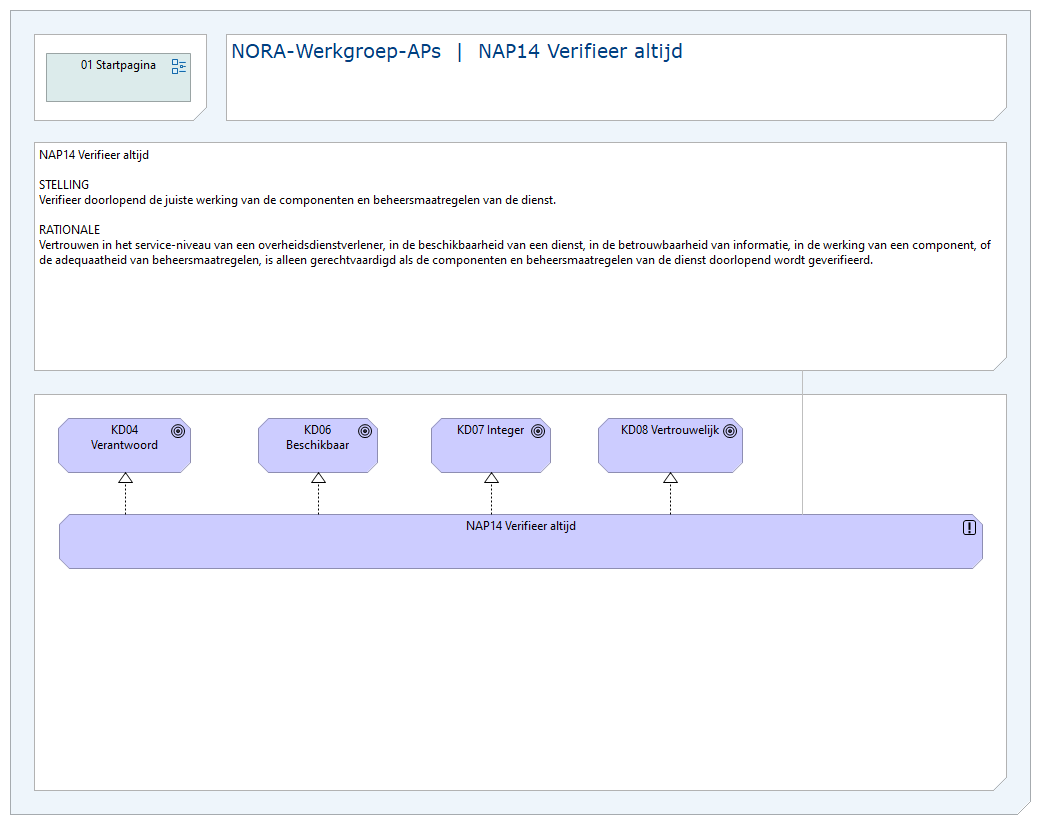 01 Startpagina
NORA-Werkgroep-APs | NAP14 Verifieer altijd
NAP14 Verifieer altijd
STELLING
Verifieer doorlopend de juiste werking van de componenten en beheersmaatregelen van de dienst.
RATIONALE
Vertrouwen in het service-niveau van een overheidsdienstverlener, in de beschikbaarheid van een dienst, in de betrouwbaarheid van informatie, in de werking van een component, of
de adequaatheid van beheersmaatregelen, is alleen gerechtvaardigd als de componenten en beheersmaatregelen van de dienst doorlopend wordt geverifieerd.
KD04
Verantwoord
KD06
Beschikbaar
KD07 Integer
KD08 Vertrouwelijk
NAP14 Verifieer altijd